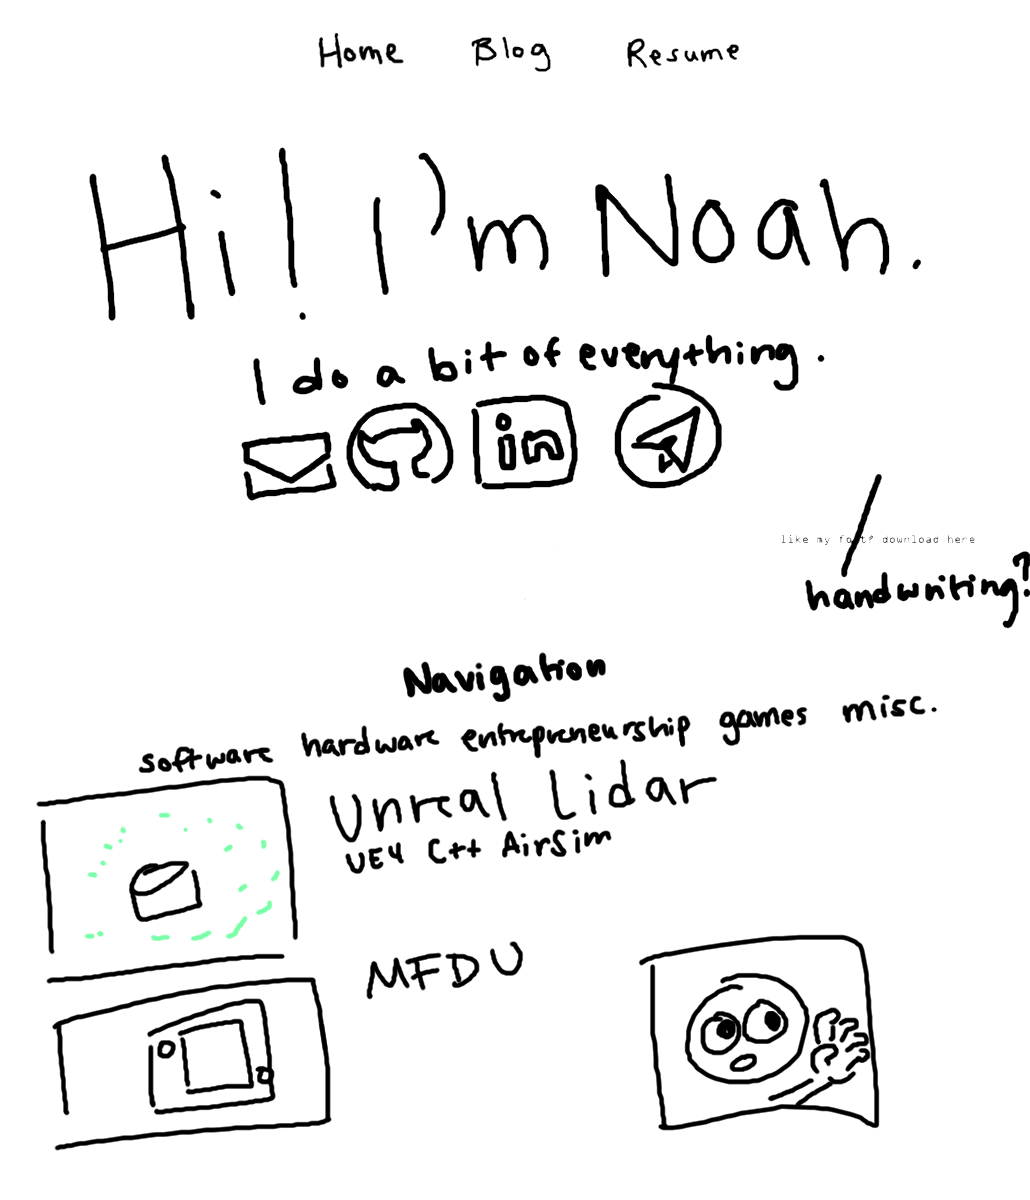 Home Blog Resume
Hi! I'm Noah.
I do a bit of everything.
in
like my font? download here
handwriting?
Navigation
software hardware entrepreneurship games misc.
Unreal Lidar
UE4 C++ AirSim
MFDU